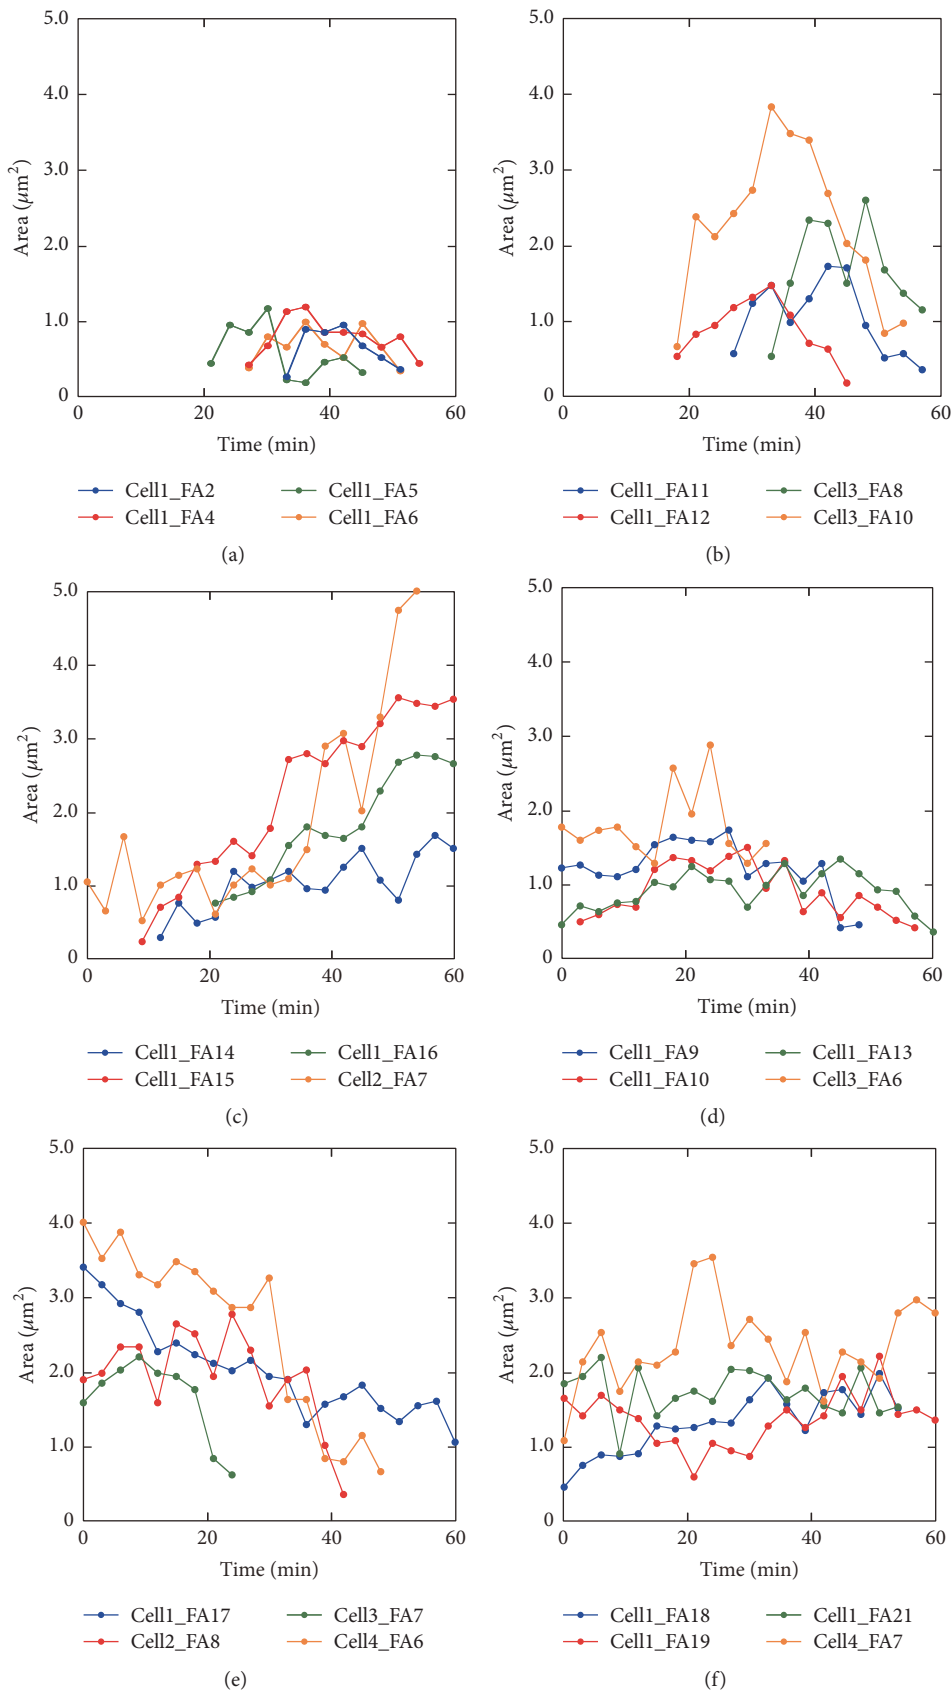 5.0
4.0
3.0
2.0
1.0
0
Area (μm²)
0 20 40 60
Time (min)
Cell1_FA2 Cell1_FA5
Cell1_FA4 Cell1_FA6
(a)
5.0
4.0
3.0
2.0
1.0
0
Area (μm²)
0 20 40 60
Time (min)
Cell1_FA11 Cell3_FA8
Cell1_FA12 Cell3_FA10
(b)
5.0
4.0
3.0
2.0
1.0
0
Area (μm²)
0 20 40 60
Time (min)
Cell1_FA14 Cell1_FA16
Cell1_FA15 Cell2_FA7
(c)
5.0
4.0
3.0
2.0
1.0
0
Area (μm²)
0 20 40 60
Time (min)
Cell1_FA9 Cell1_FA13
Cell1_FA10 Cell3_FA6
(d)
5.0
4.0
3.0
2.0
1.0
0
Area (μm²)
0 20 40 60
Time (min)
Cell1_FA17 Cell3_FA7
Cell2_FA8 Cell4_FA6
(e)
5.0
4.0
3.0
2.0
1.0
0
Area (μm²)
0 20 40 60
Time (min)
Cell1_FA18 Cell1_FA21
Cell1_FA19 Cell4_FA7
(f)